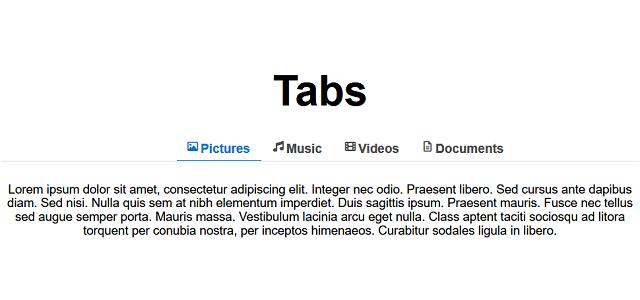 Tabs
Pictures Music Videos Documents
Lorem ipsum dolor sit amet, consectetur adipiscing elit. Integer nec odio. Praesent libero. Sed cursus ante dapibus
diam. Sed nisi. Nulla quis sem at nibh elementum imperdiet. Duis sagittis ipsum. Praesent mauris. Fusce nec tellus
sed augue semper porta. Mauris massa. Vestibulum lacinia arcu eget nulla. Class aptent taciti sociosqu ad litora
torquent per conubia nostra, per inceptos himenaeos. Curabitur sodales ligula in libero.